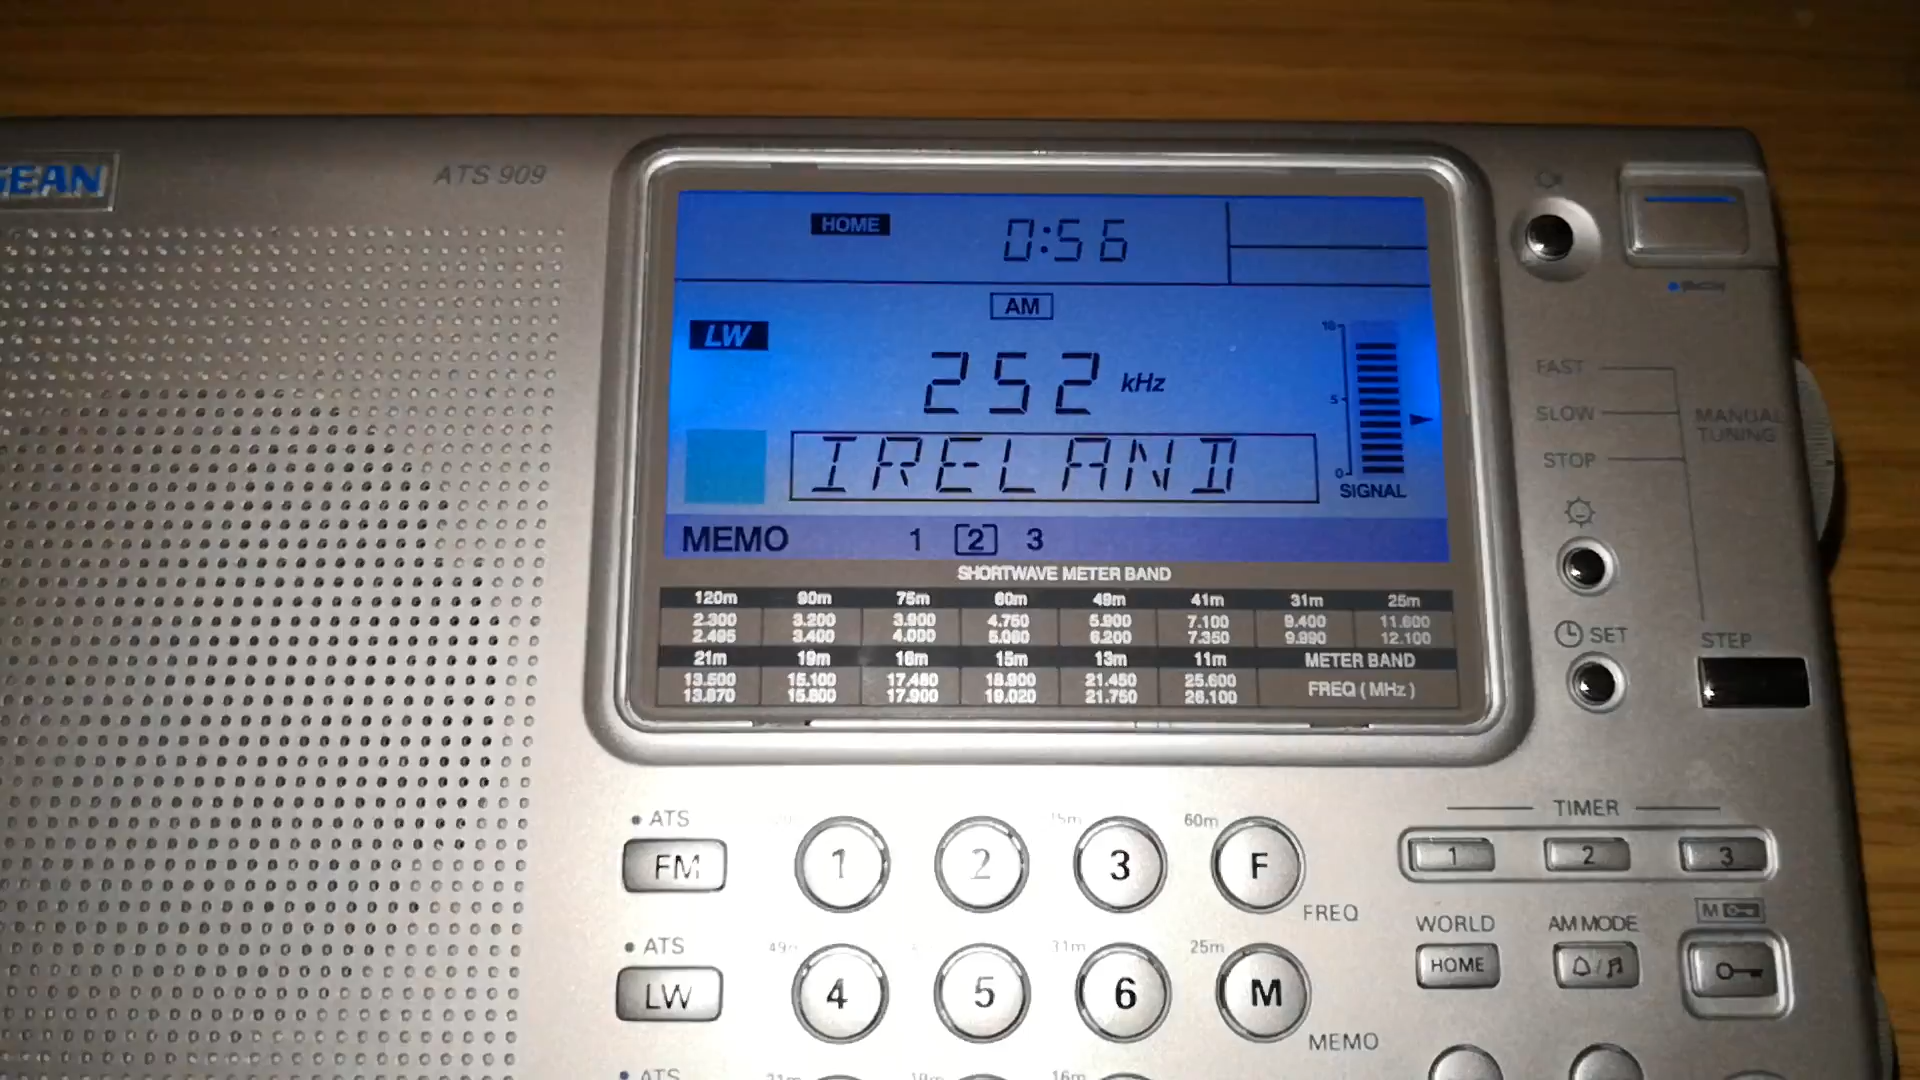 GEAN
ATS 909
HOME 0:56
AM
LW
252 kHz
IRELAND
10
5
0
SIGNAL
MEMO 1 2 3
SHORTWAVE METER BAND
120m 90m 75m 60m 49m 41m 31m 25m
2.300 3.200 3.900 4.750 5.900 7.100 9.400 11.600
2.495 3.400 4.000 5.060 6.200 7.350 9.990 12.100
21m 19m 16m 15m 13m 11m METER BAND
13.500 15.100 17.480 18.900 21.450 25.600 FREQ (MHz)
13.870 15.800 17.900 19.020 21.750 26.100
FAST
SLOW
STOP
MANUAL
TUNING
SET
STEP
ATS
FM 1 2 3 F
15m 60m
FREQ
TIMER
1 2 3
WORLD AM MODE M
HOME
ATS
LW 4 5 6 M
31m 25m
MEMO
ATS
16m